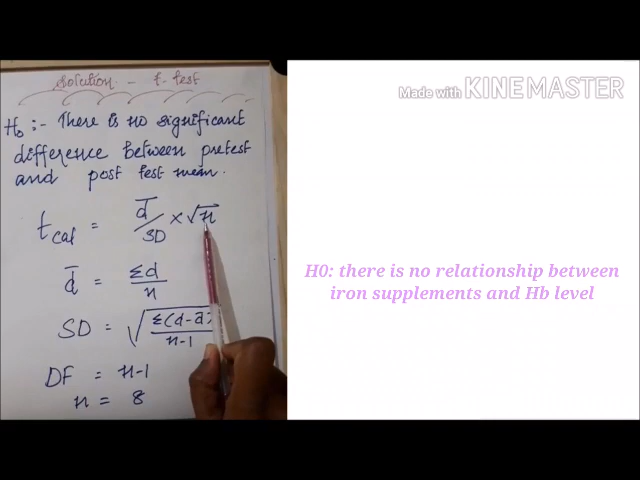 Solution - t-test
H0 :- There is no significant
difference between pretest
and post test mean.
tcal = d̅/SD × √n
d̅ = Σd/n
SD = √Σ(d-d̅)/n-1
DF = n-1
n = 8
Made with KINEMASTER
H0: there is no relationship between
iron supplements and Hb level